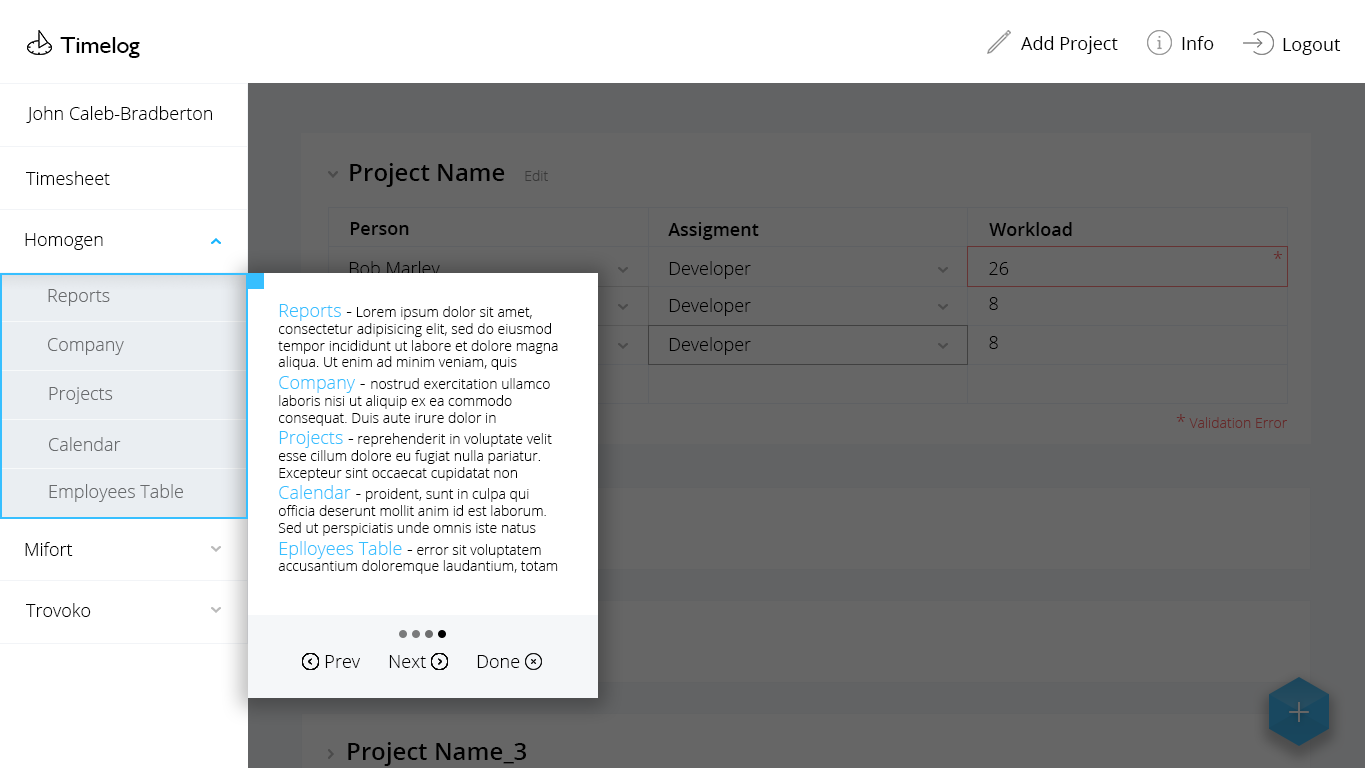 Timelog
Add Project
Info
Logout
John Caleb-Bradberton
Timesheet
Homogen
Reports
Company
Projects
Calendar
Employees Table
Mifort
Trovoko
Project Name Edit
Person Assigment Workload
Bob Marley Developer 26 *
Developer 8
Developer 8
* Validation Error
Reports - Lorem ipsum dolor sit amet,
consectetur adipisicing elit, sed do eiusmod
tempor incididunt ut labore et dolore magna
aliqua. Ut enim ad minim veniam, quis
Company - nostrud exercitation ullamco
laboris nisi ut aliquip ex ea commodo
consequat. Duis aute irure dolor in
Projects - reprehenderit in voluptate velit
esse cillum dolore eu fugiat nulla pariatur.
Excepteur sint occaecat cupidatat non
Calendar - proident, sunt in culpa qui
officia deserunt mollit anim id est laborum.
Sed ut perspiciatis unde omnis iste natus
Eplloyees Table - error sit voluptatem
accusantium doloremque laudantium, totam
Prev Next Done
Project Name_3